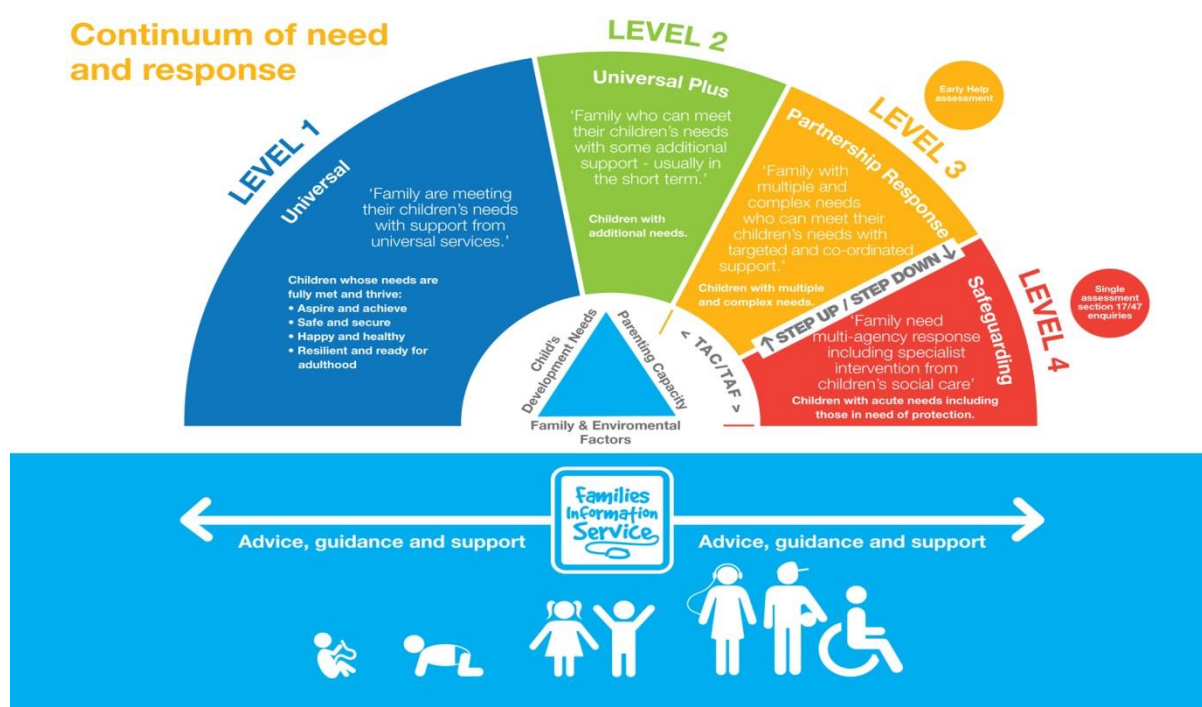 Continuum of need
and response
LEVEL 1
Universal
‘Family are meeting
their children’s needs
with support from
universal services.’
Children whose needs are
fully met and thrive:
• Aspire and achieve
• Safe and secure
• Happy and healthy
• Resilient and ready for
adulthood
LEVEL 2
Universal Plus
‘Family who can meet
their children’s needs
with some additional
support - usually in
the short term.’
Children with
additional needs.
LEVEL 3
Early Help
assessment
Partnership Response
‘Family with
multiple and
complex needs
who can meet their
children’s needs with
targeted and co-ordinated
support.’
Children with multiple
and complex needs.
↑ STEP UP / STEP DOWN ↓
LEVEL 4
Single
assessment
section 17/47
enquiries
Safeguarding
‘Family need
multi-agency response
including specialist
intervention from
children’s social care’
Children with acute needs including
those in need of protection.
< TAC/TAF >
Child’s
Development Needs
Parenting Capacity
Family & Enviromental
Factors
Families
Information
Service
Advice, guidance and support
Advice, guidance and support